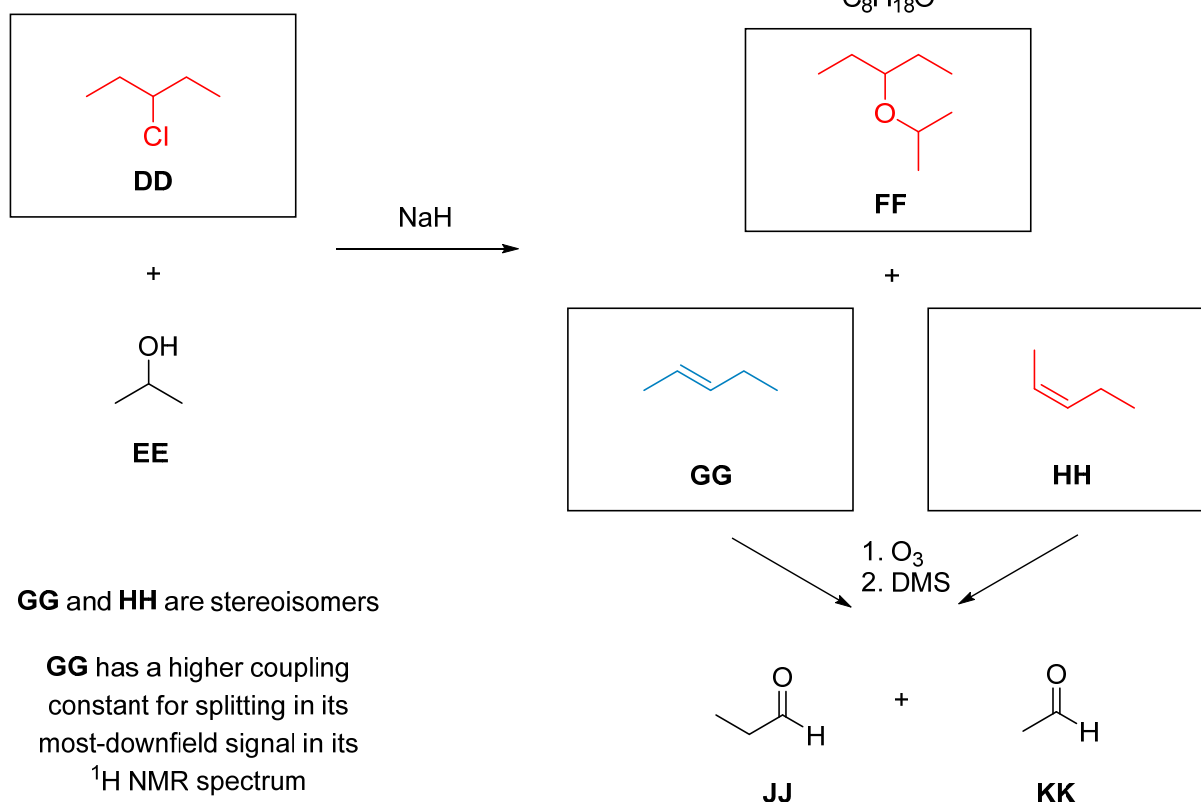 C8H18O
Cl
DD
+
OH
EE
NaH
O
FF
+
GG
HH
1. O3
2. DMS
GG and HH are stereoisomers
GG has a higher coupling
constant for splitting in its
most-downfield signal in its
1H NMR spectrum
O
H
JJ
+
O
H
KK